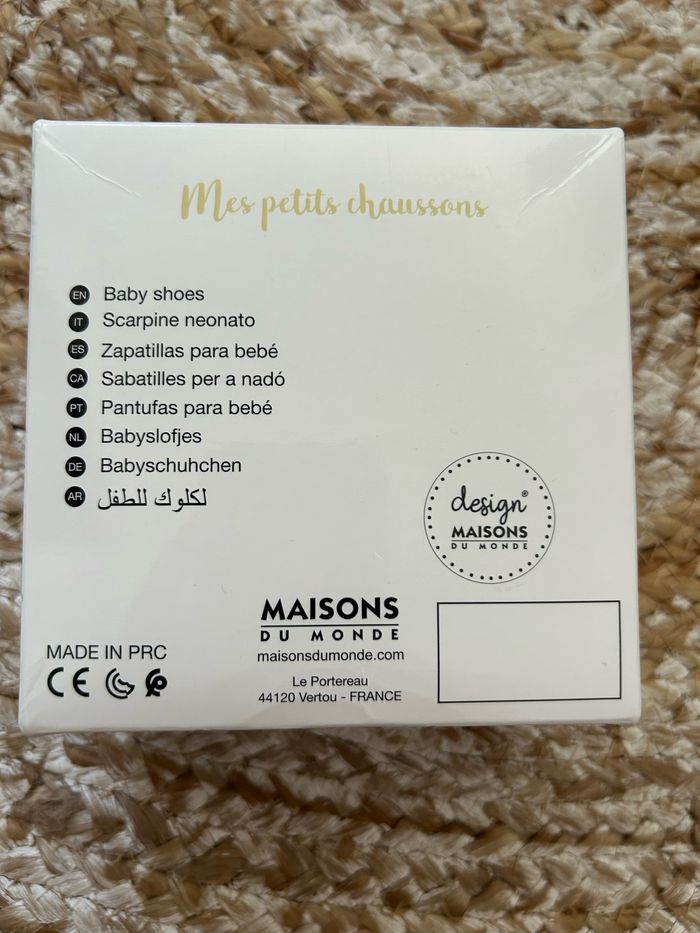 Mes petits chaussons
EN Baby shoes
IT Scarpine neonato
ES Zapatillas para bebé
CA Sabatilles per a nadó
PT Pantufas para bebé
NL Babyslofjes
DE Babyschuhchen
AR لكلوك للطفل
design®
MAISONS
DU MONDE
MAISONS
DU MONDE
maisonsdumonde.com
Le Portereau
44120 Vertou - FRANCE
MADE IN PRC
CE